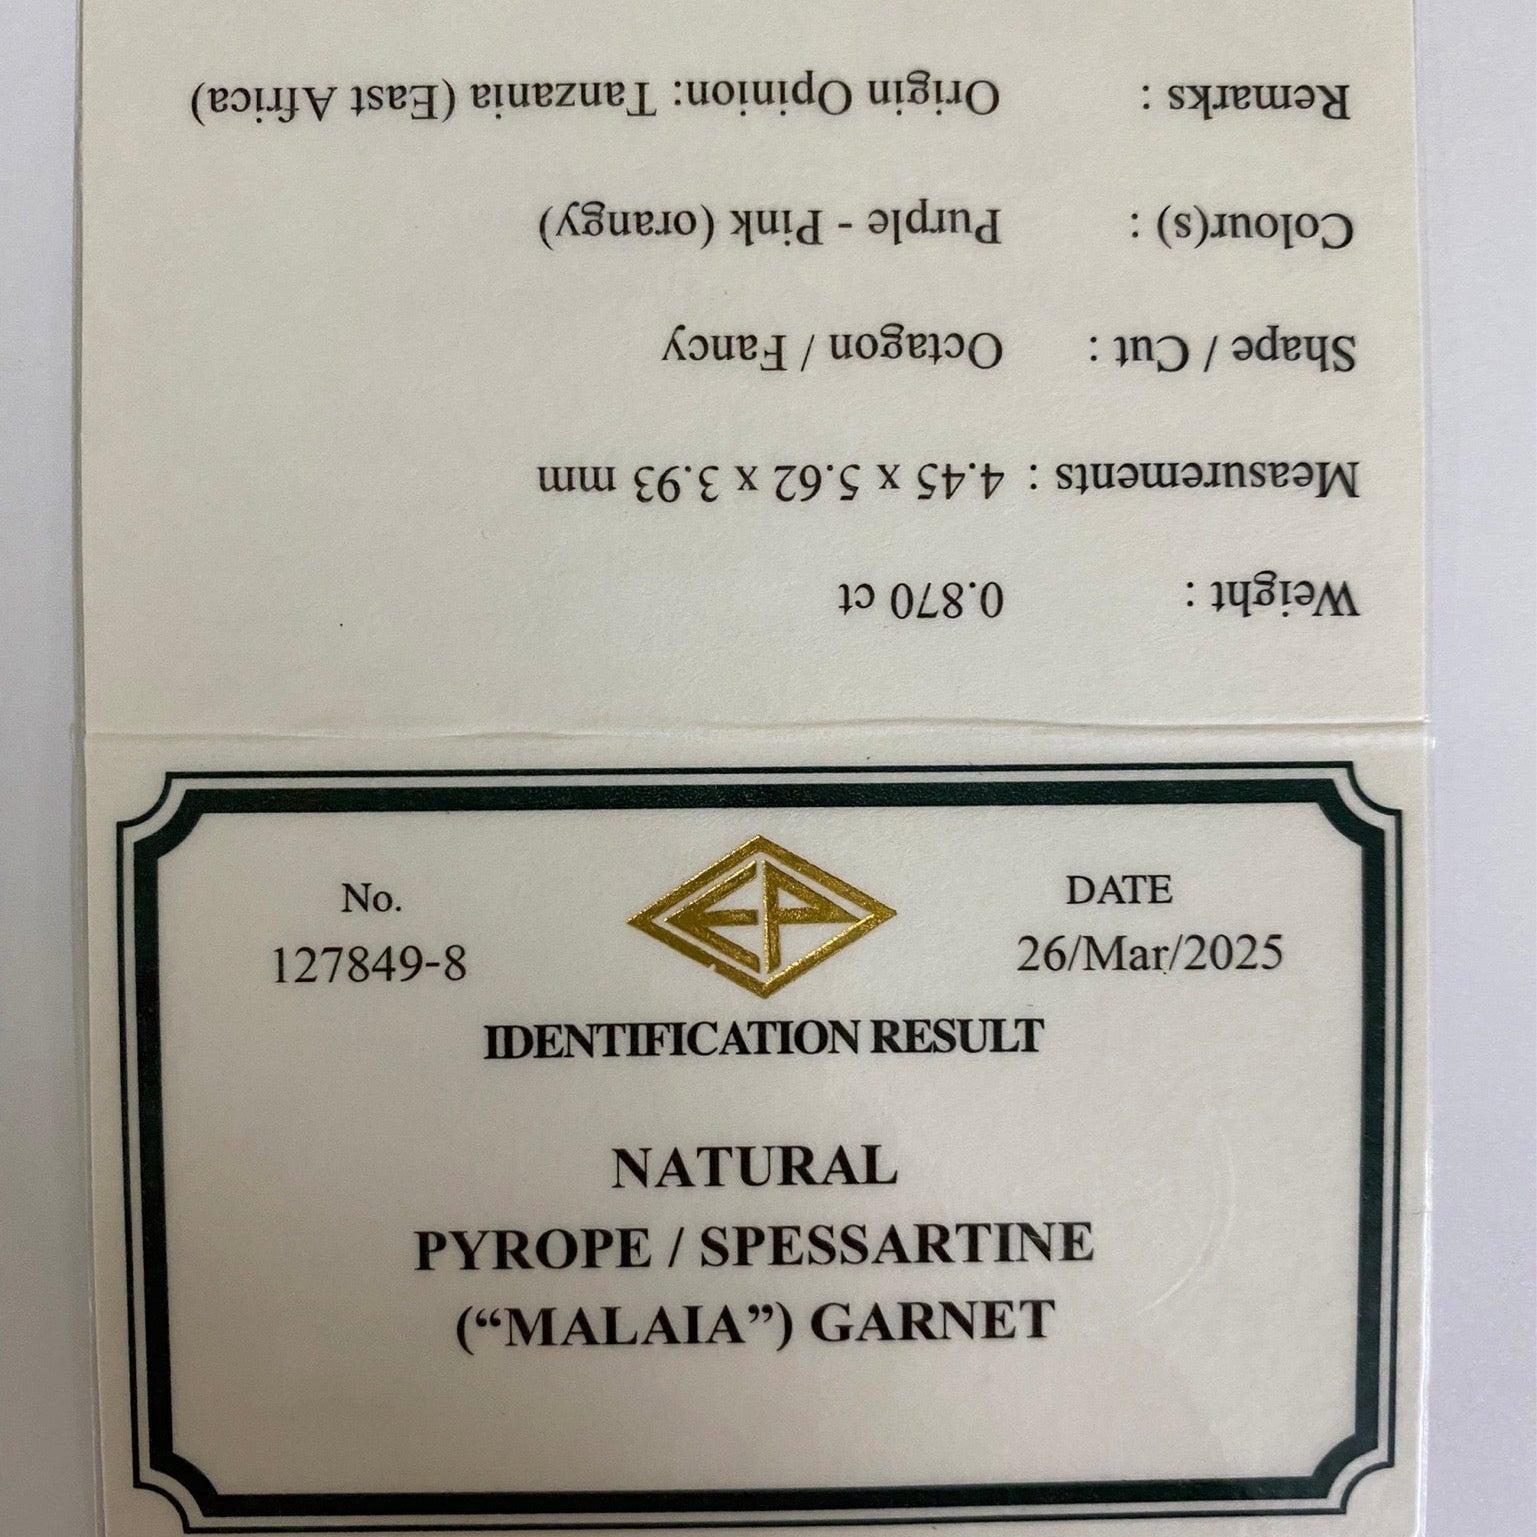 Weight : 0.870 ct
Measurements : 4.45 x 5.62 x 3.93 mm
Shape / Cut : Octagon / Fancy
Colour(s) : Purple - Pink (orangy)
Remarks : Origin Opinion: Tanzania (East Africa)
EP
No. DATE
127849-8 26/Mar/2025
IDENTIFICATION RESULT
NATURAL
PYROPE / SPESSARTINE
(“MALAIA”) GARNET